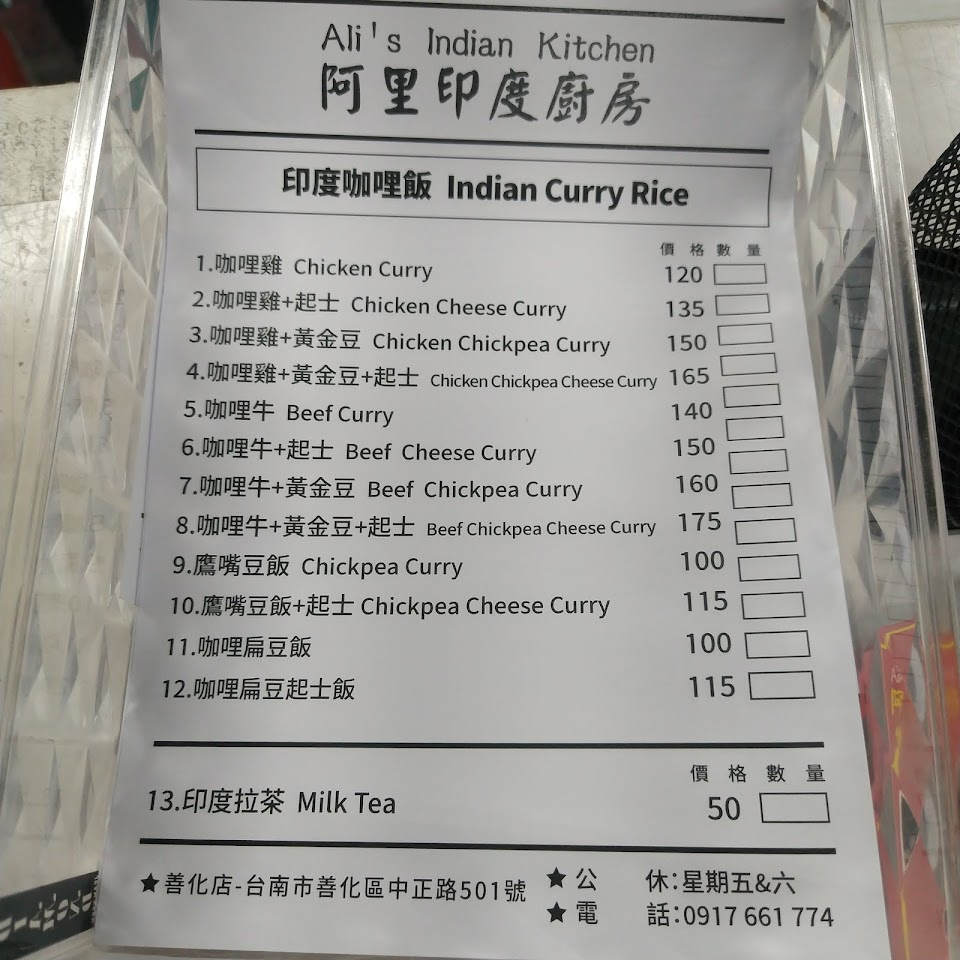 Ali's Indian Kitchen
阿里印度廚房
印度咖哩飯 Indian Curry Rice
價格數量
1.咖哩雞 Chicken Curry 120
2.咖哩雞+起士 Chicken Cheese Curry 135
3.咖哩雞+黃金豆 Chicken Chickpea Curry 150
4.咖哩雞+黃金豆+起士 Chicken Chickpea Cheese Curry 165
5.咖哩牛 Beef Curry 140
6.咖哩牛+起士 Beef Cheese Curry 150
7.咖哩牛+黃金豆 Beef Chickpea Curry 160
8.咖哩牛+黃金豆+起士 Beef Chickpea Cheese Curry 175
9.鷹嘴豆飯 Chickpea Curry 100
10.鷹嘴豆飯+起士 Chickpea Cheese Curry 115
11.咖哩扁豆飯 100
12.咖哩扁豆起士飯 115
價格數量
13.印度拉茶 Milk Tea 50
★善化店-台南市善化區中正路501號
★公 休:星期五&六
★電 話:0917 661 774